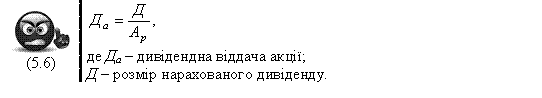 Д_а = Д / А_р,
(5.6)
де Д_а – дивідендна віддача акції;
Д – розмір нарахованого дивіденду.